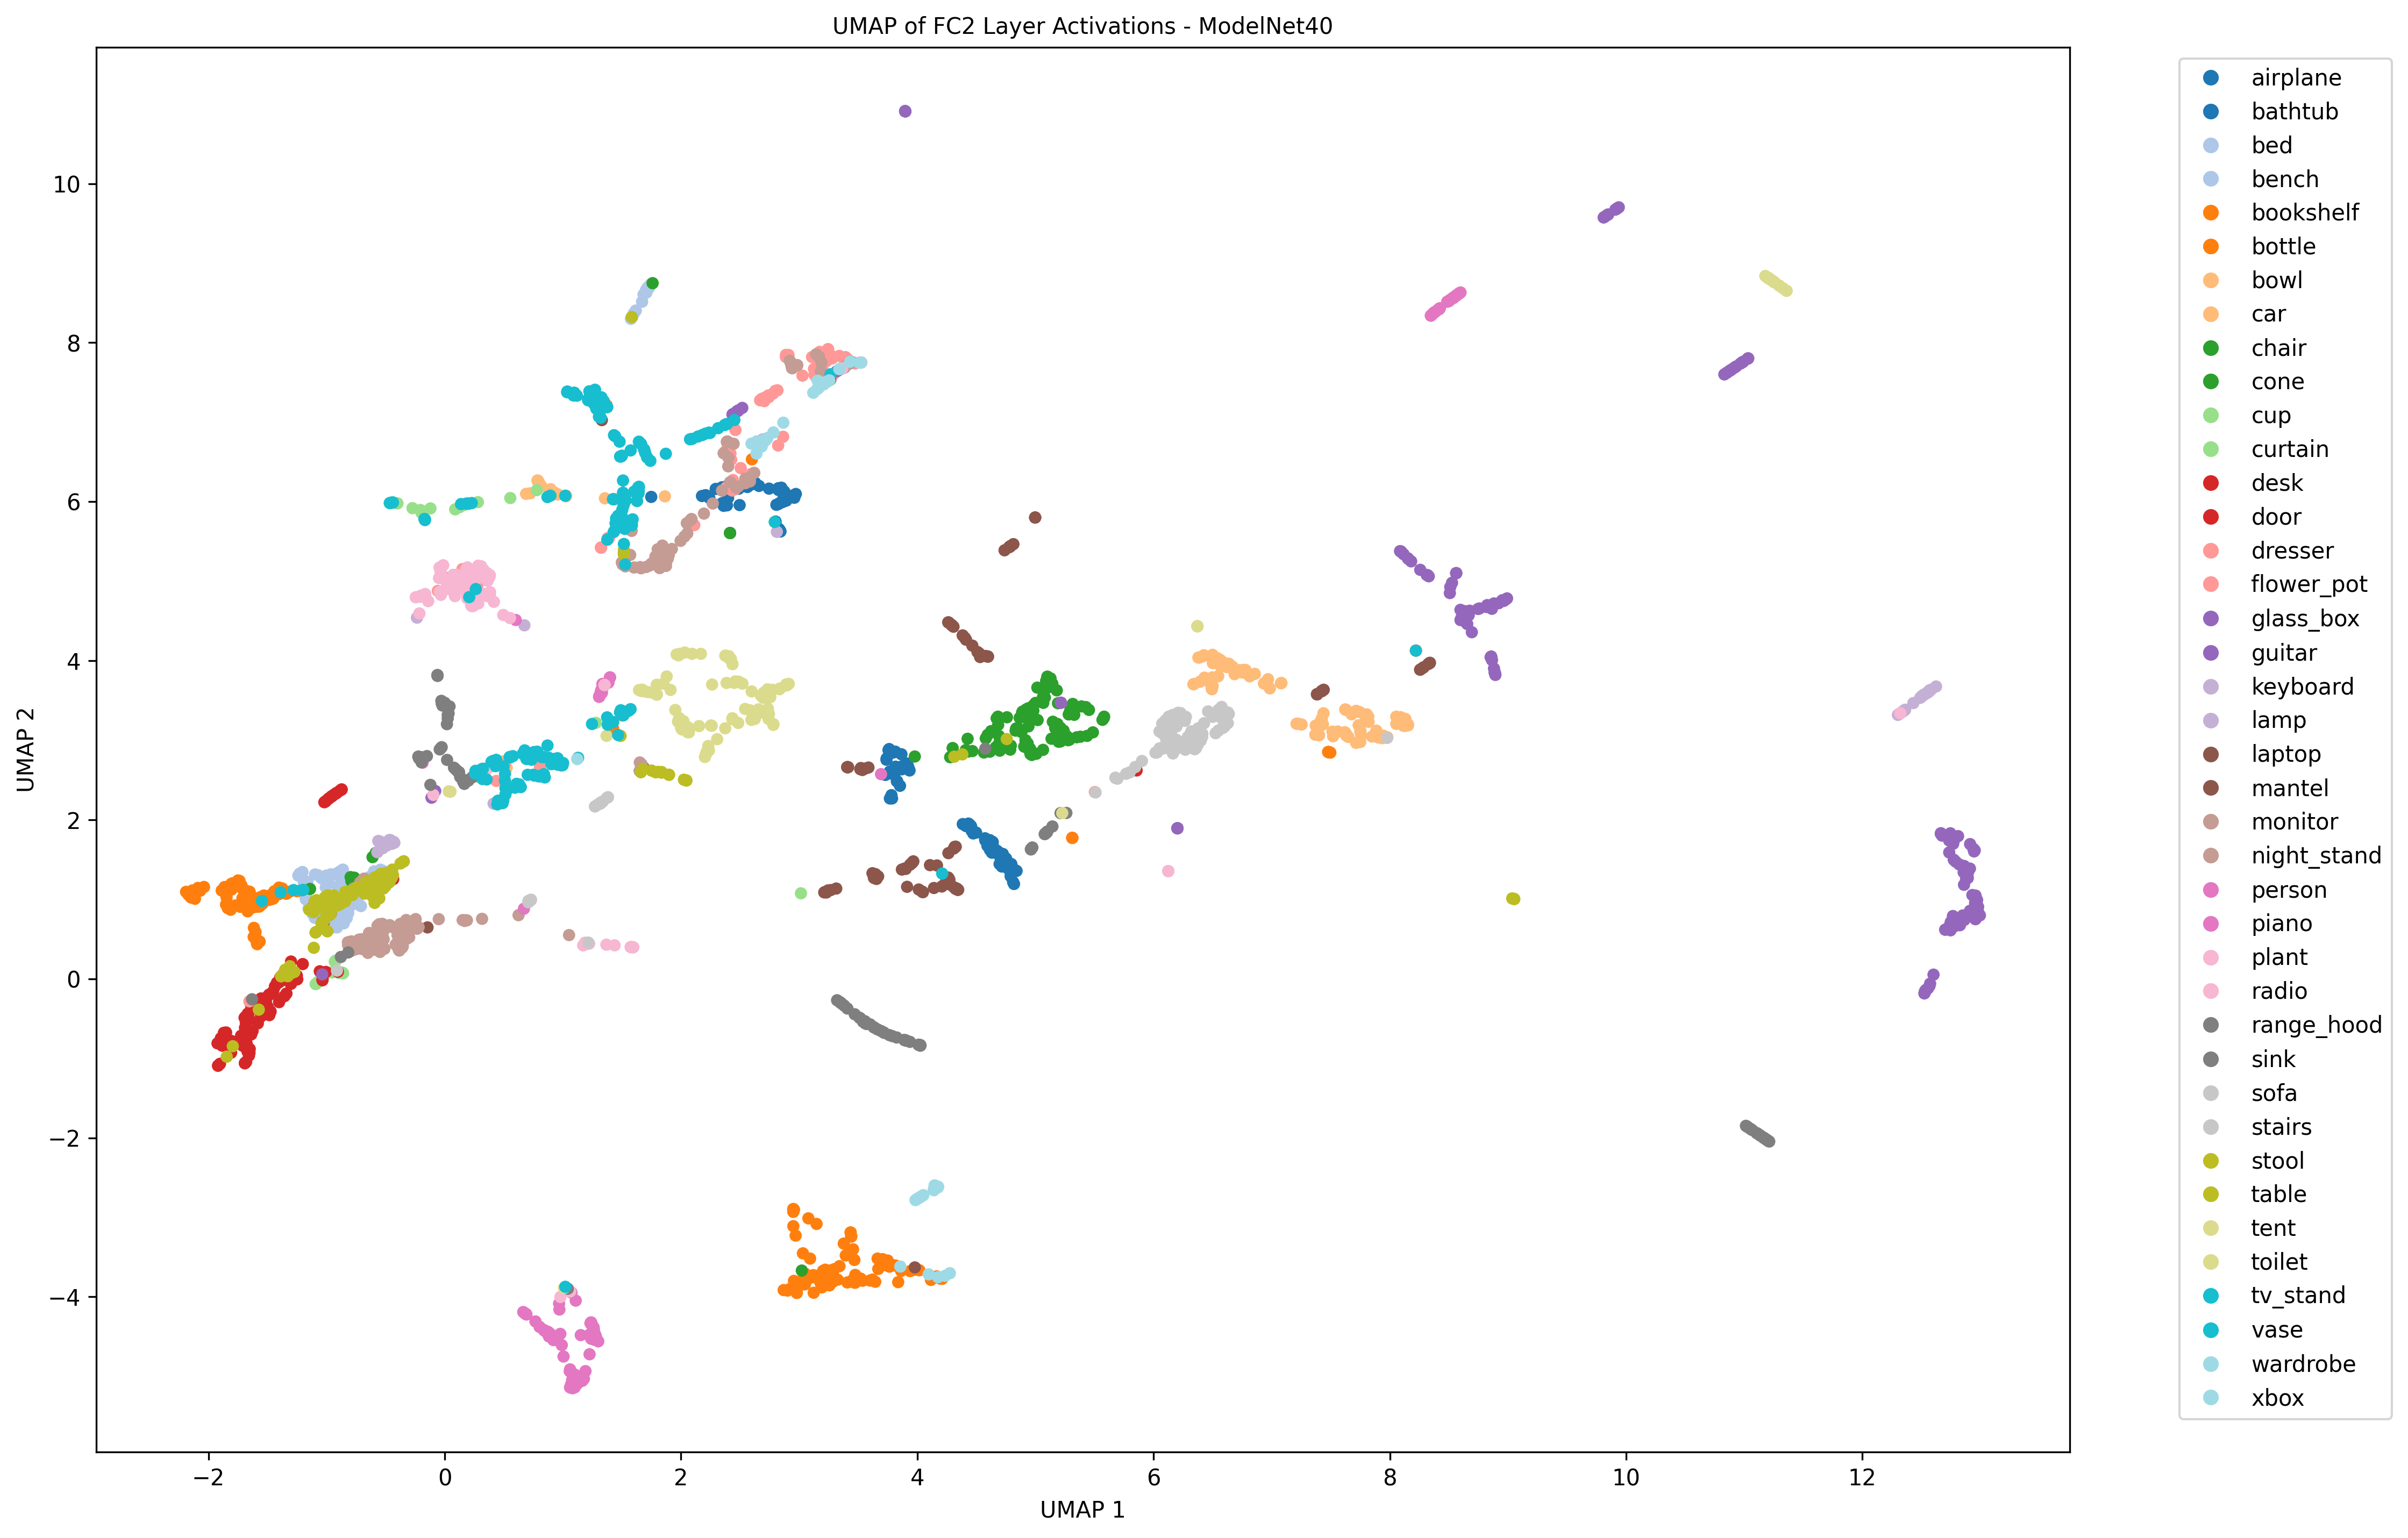 UMAP of FC2 Layer Activations - ModelNet40
10
8
6
4
2
0
−2
−4
UMAP 2
−2
0
2
4
6
8
10
12
UMAP 1
airplane
bathtub
bed
bench
bookshelf
bottle
bowl
car
chair
cone
cup
curtain
desk
door
dresser
flower_pot
glass_box
guitar
keyboard
lamp
laptop
mantel
monitor
night_stand
person
piano
plant
radio
range_hood
sink
sofa
stairs
stool
table
tent
toilet
tv_stand
vase
wardrobe
xbox